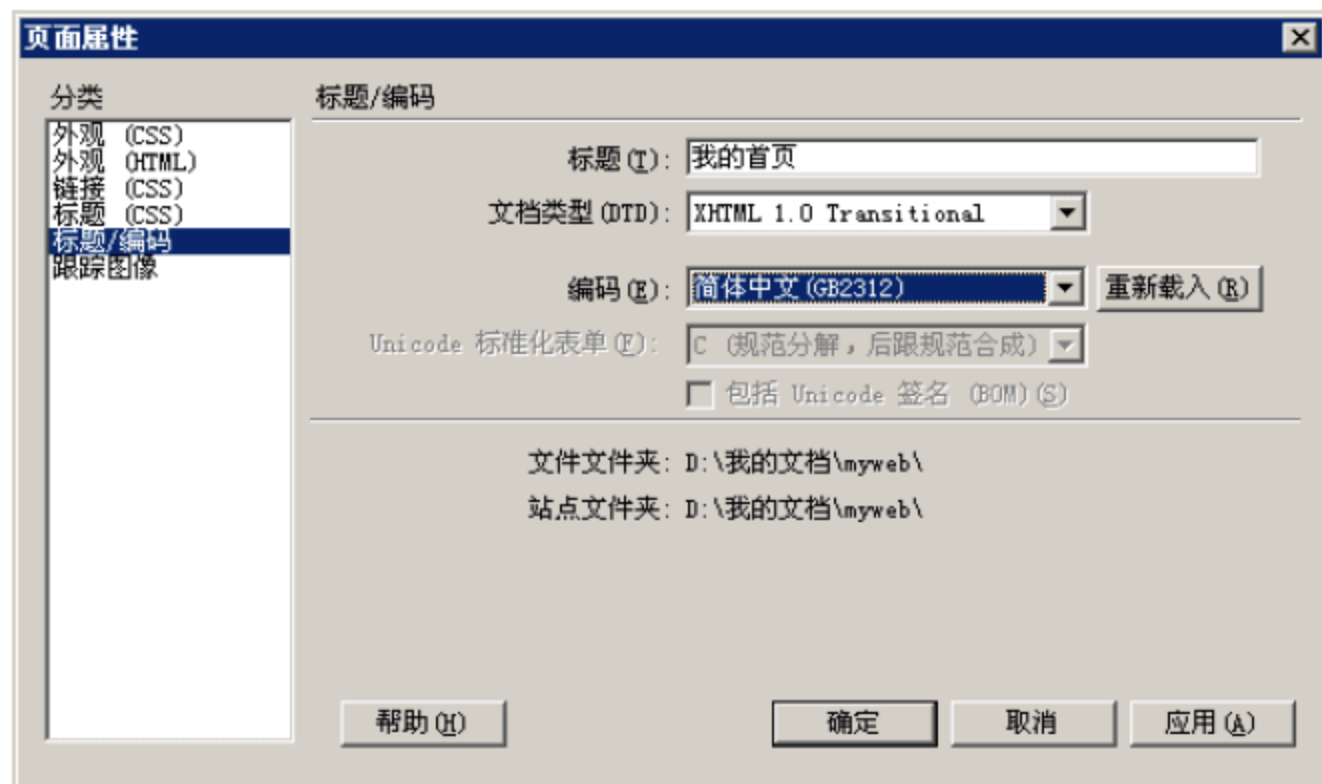 页面属性
分类
外观 (CSS)
外观 (HTML)
链接 (CSS)
标题 (CSS)
标题/编码
跟踪图像
标题/编码
标题(T): 我的首页
文档类型(DTD): XHTML 1.0 Transitional
编码(E): 简体中文(GB2312) 重新载入(R)
Unicode 标准化表单(F): C (规范分解，后跟规范合成)
包括 Unicode 签名 (BOM)(S)
文件文件夹: D:\我的文档\myweb\
站点文件夹: D:\我的文档\myweb\
帮助(H) 确定 取消 应用(A)